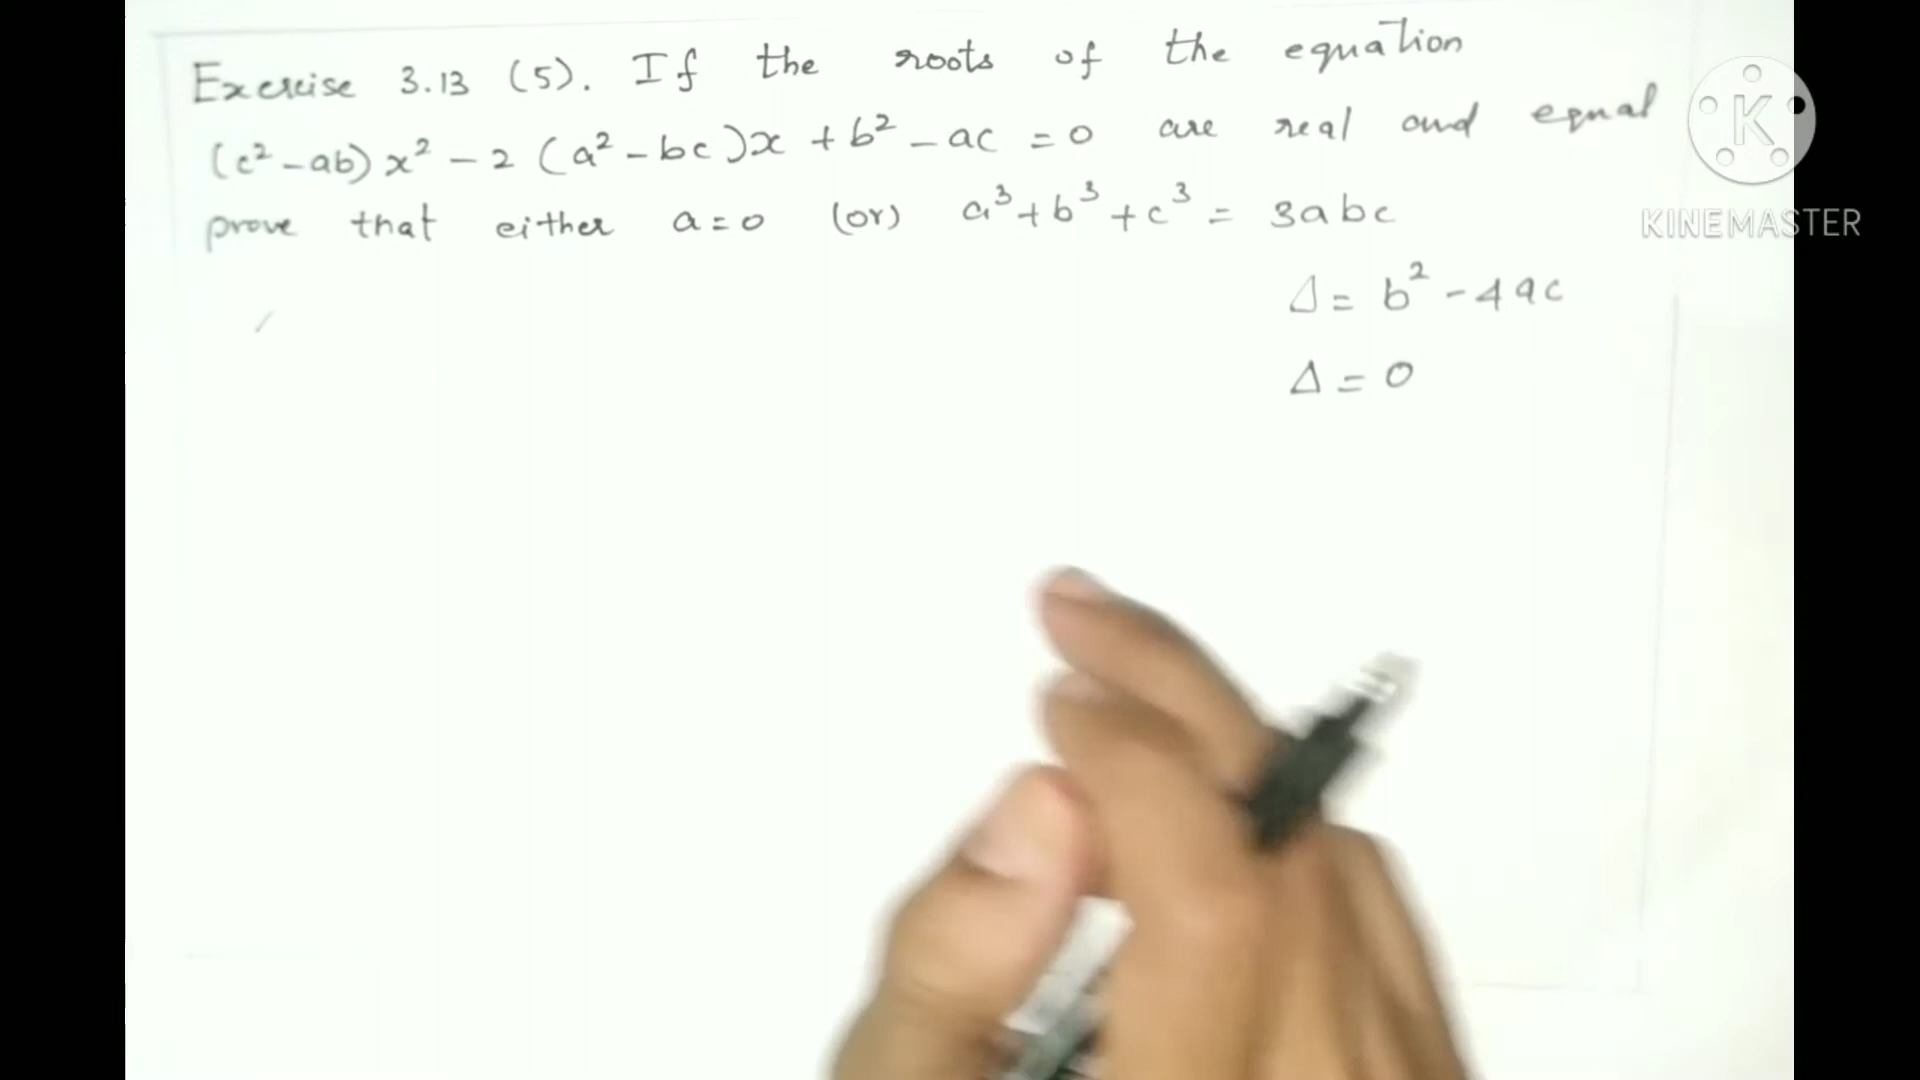 Exercise 3.13 (5). If the roots of the equation
(c² - ab) x² - 2 (a² - bc)x + b² - ac = 0 are real and equal
prove that either a = 0 (or) a³ + b³ + c³ = 3abc
Δ = b² - 4ac
Δ = 0
K
KINEMASTER